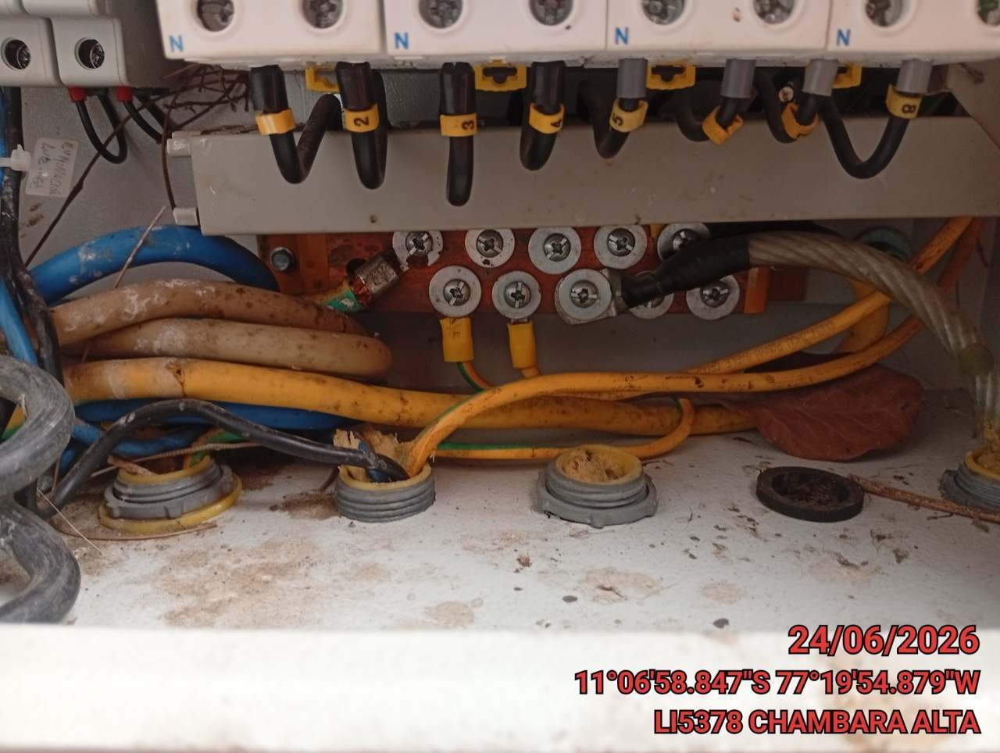 N N N N
2 3 4 5 8
24/06/2026
11°06'58.847"S 77°19'54.879"W
LI5378 CHAMBARA ALTA